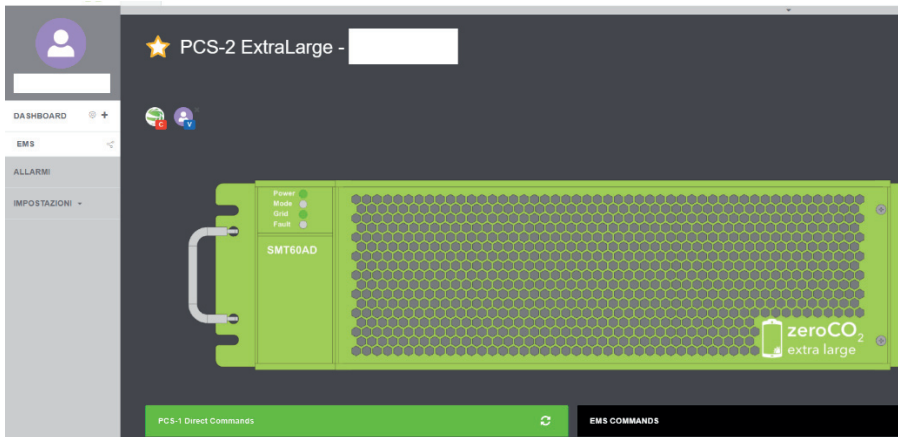 PCS-2 ExtraLarge -
DASHBOARD
EMS
ALLARMI
IMPOSTAZIONI
C
V
Power
Mode
Grid
Fault
SMT60AD
zeroCO2
extra large
PCS-1 Direct Commands
EMS COMMANDS